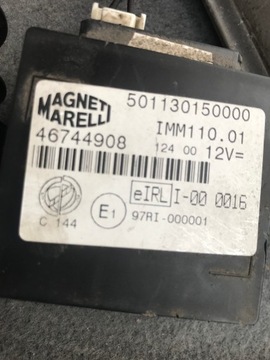 MAGNETI
MARELLI
501130150000
IMM110.01
46744908
124 00 12V=
eIRL I-00 0016
E1 97RI-000001
C 144